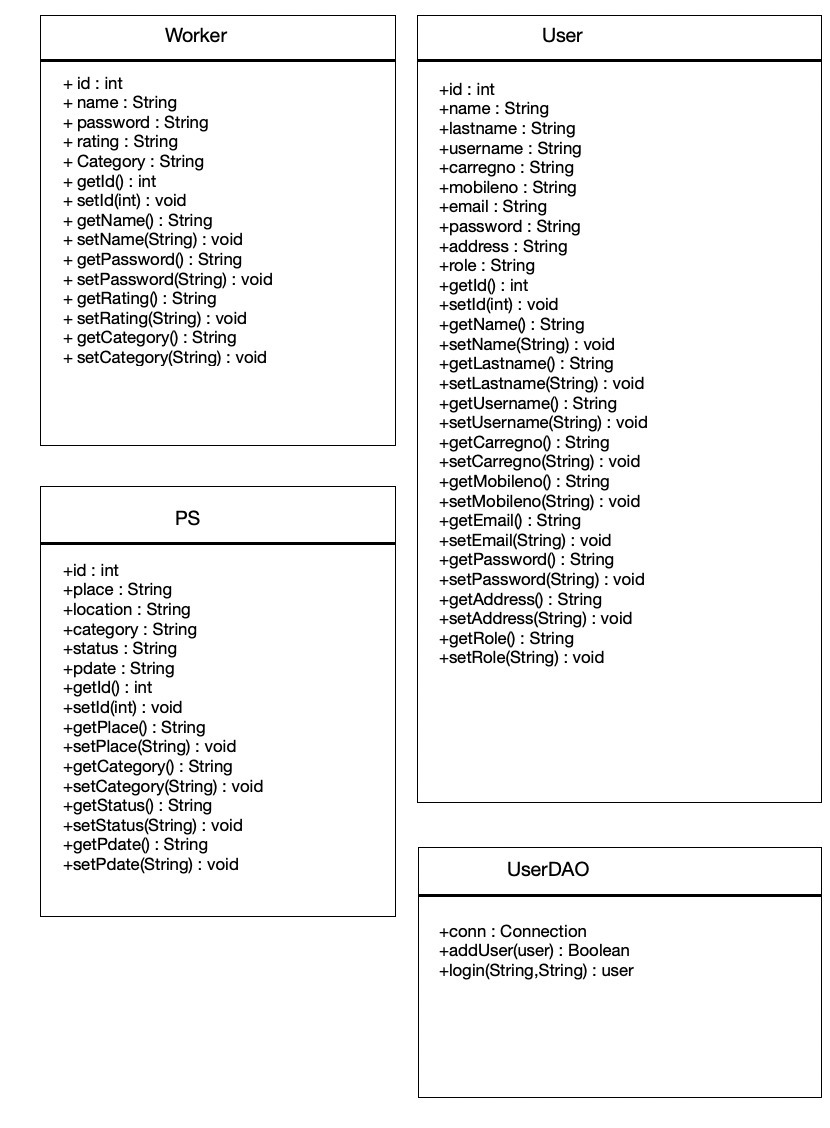 Worker
+ id : int
+ name : String
+ password : String
+ rating : String
+ Category : String
+ getId() : int
+ setId(int) : void
+ getName() : String
+ setName(String) : void
+ getPassword() : String
+ setPassword(String) : void
+ getRating() : String
+ setRating(String) : void
+ getCategory() : String
+ setCategory(String) : void
User
+id : int
+name : String
+lastname : String
+username : String
+carregno : String
+mobileno : String
+email : String
+password : String
+address : String
+role : String
+getId() : int
+setId(int) : void
+getName() : String
+setName(String) : void
+getLastname() : String
+setLastname(String) : void
+getUsername() : String
+setUsername(String) : void
+getCarregno() : String
+setCarregno(String) : void
+getMobileno() : String
+setMobileno(String) : void
+getEmail() : String
+setEmail(String) : void
+getPassword() : String
+setPassword(String) : void
+getAddress() : String
+setAddress(String) : void
+getRole() : String
+setRole(String) : void
PS
+id : int
+place : String
+location : String
+category : String
+status : String
+pdate : String
+getId() : int
+setId(int) : void
+getPlace() : String
+setPlace(String) : void
+getCategory() : String
+setCategory(String) : void
+getStatus() : String
+setStatus(String) : void
+getPdate() : String
+setPdate(String) : void
UserDAO
+conn : Connection
+addUser(user) : Boolean
+login(String,String) : user